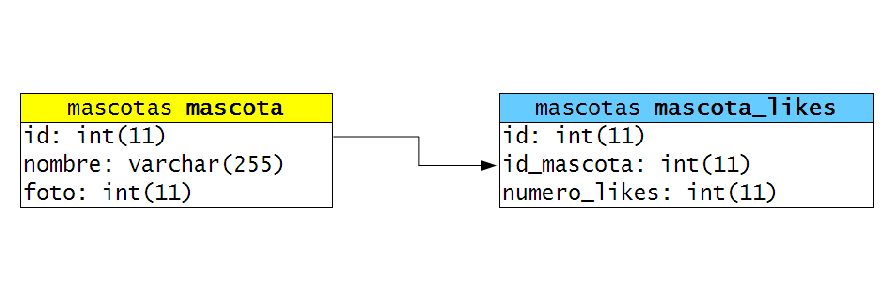 mascotas mascota
id: int(11)
nombre: varchar(255)
foto: int(11)
mascotas mascota_likes
id: int(11)
id_mascota: int(11)
numero_likes: int(11)